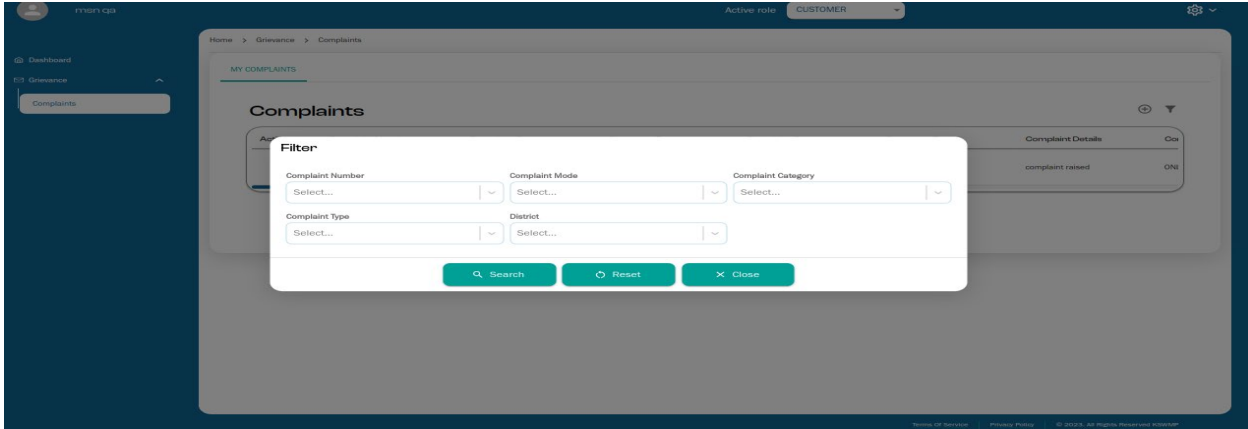 msn qa
Active role CUSTOMER
Home > Grievance > Complaints
Dashboard
Grievance
Complaints
MY COMPLAINTS
Complaints
Complaint Details
complaint raised
Filter
Complaint Number Complaint Mode Complaint Category
Select... Select... Select...
Complaint Type District
Select... Select...
Search Reset Close
Terms Of Service | Privacy Policy | © 2023. All Rights Reserved KSWMP